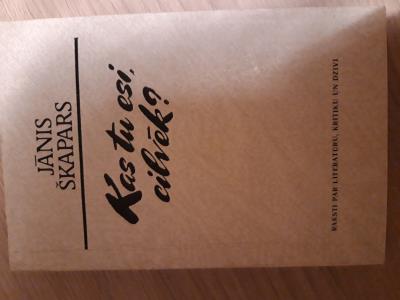 JĀNIS
ŠKAPARS
Kas tu esi,
cilvēk?
RAKSTI PAR LITERATŪRU, KRITIKU UN DZĪVI